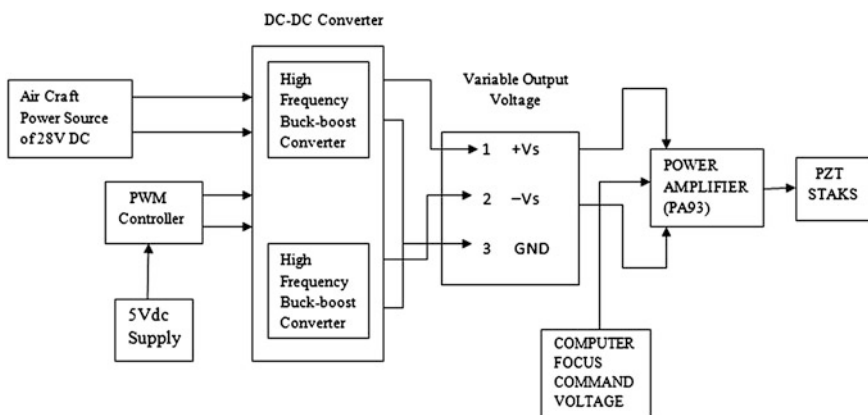 DC-DC Converter
Air Craft
Power Source
of 28V DC
PWM
Controller
5Vdc
Supply
High
Frequency
Buck-boost
Converter
High
Frequency
Buck-boost
Converter
Variable Output
Voltage
1 +Vs
2 –Vs
3 GND
POWER
AMPLIFIER
(PA93)
PZT
STAKS
COMPUTER
FOCUS
COMMAND
VOLTAGE